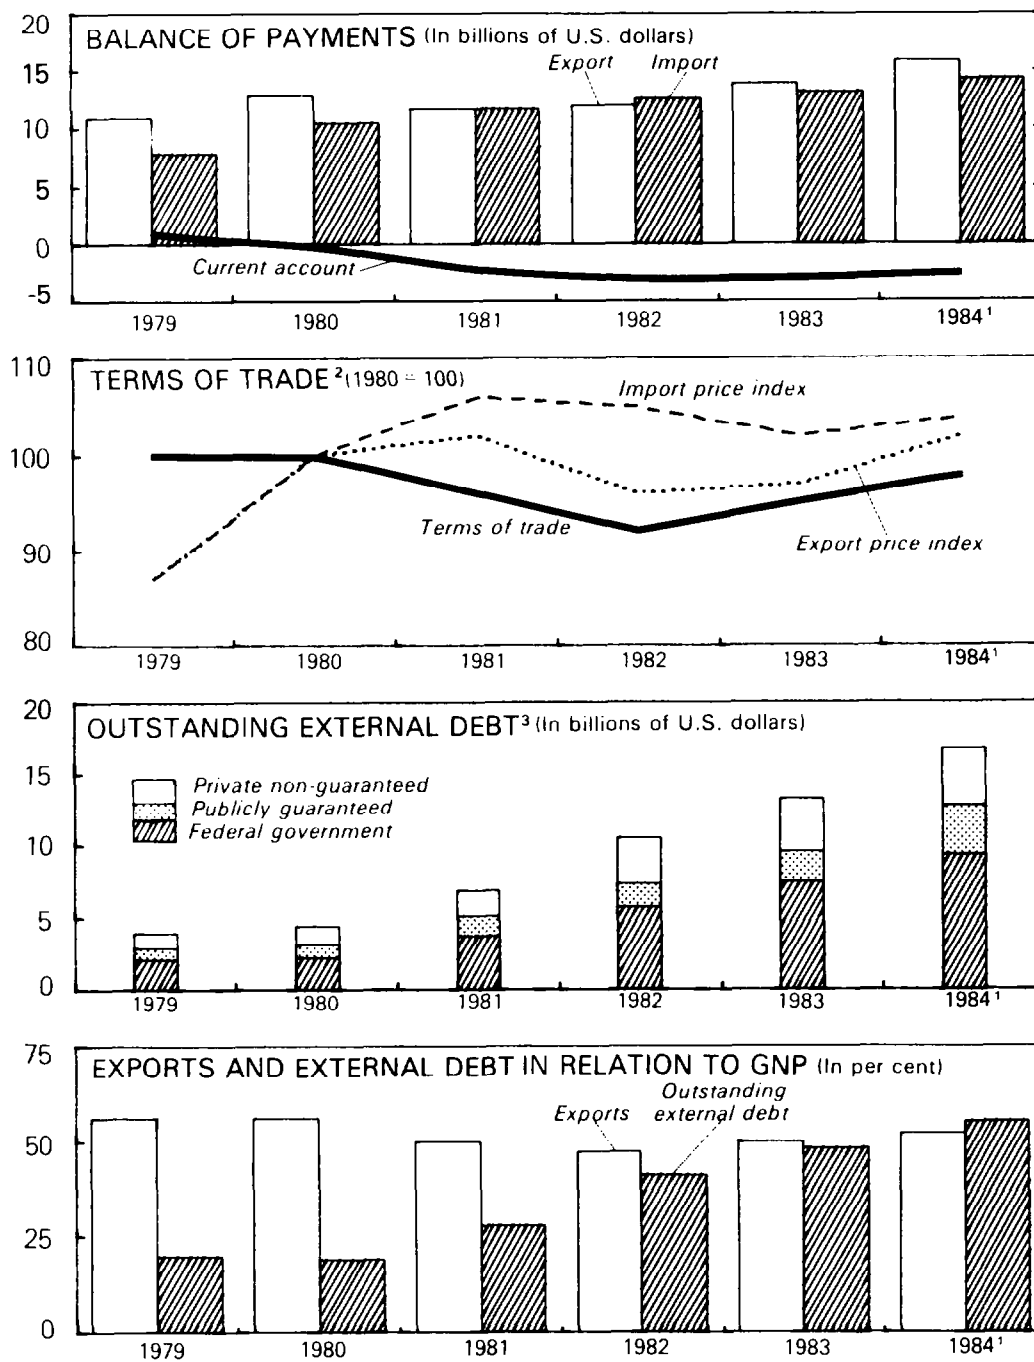 20
BALANCE OF PAYMENTS (In billions of U.S. dollars)
Export Import
15
10
5
0
Current account
-5
1979 1980 1981 1982 1983 1984¹
110
TERMS OF TRADE² (1980 = 100)
Import price index
100
Terms of trade
Export price index
90
80
1979 1980 1981 1982 1983 1984¹
20
OUTSTANDING EXTERNAL DEBT³ (In billions of U.S. dollars)
15
Private non-guaranteed
Publicly guaranteed
Federal government
10
5
0
1979 1980 1981 1982 1983 1984¹
75
EXPORTS AND EXTERNAL DEBT IN RELATION TO GNP (In per cent)
Outstanding
Exports external debt
50
25
0
1979 1980 1981 1982 1983 1984¹